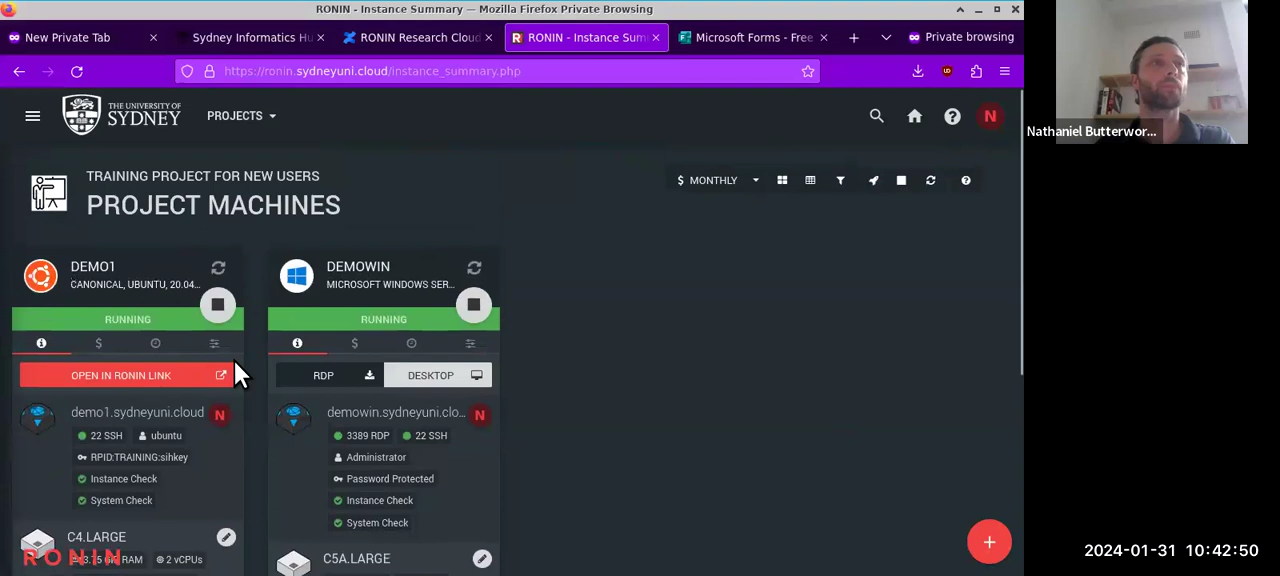 RONIN - Instance Summary — Mozilla Firefox Private Browsing
New Private Tab
Sydney Informatics Hu
RONIN Research Cloud
RONIN - Instance Sum
Microsoft Forms - Free
Private browsing
https://ronin.sydneyuni.cloud/instance_summary.php
THE UNIVERSITY OF
SYDNEY
PROJECTS
N
Nathaniel Butterwor...
TRAINING PROJECT FOR NEW USERS
PROJECT MACHINES
$ MONTHLY
DEMO1
CANONICAL, UBUNTU, 20.04...
RUNNING
$
OPEN IN RONIN LINK
demo1.sydneyuni.cloud
N
22 SSH
ubuntu
RPID:TRAINING:sihkey
Instance Check
System Check
C4.LARGE
2 vCPUs
DEMOWIN
MICROSOFT WINDOWS SER...
RUNNING
$
RDP
DESKTOP
demowin.sydneyuni.clo...
N
3389 RDP
22 SSH
Administrator
Password Protected
Instance Check
System Check
C5A.LARGE
RONIN
2024-01-31 10:42:50